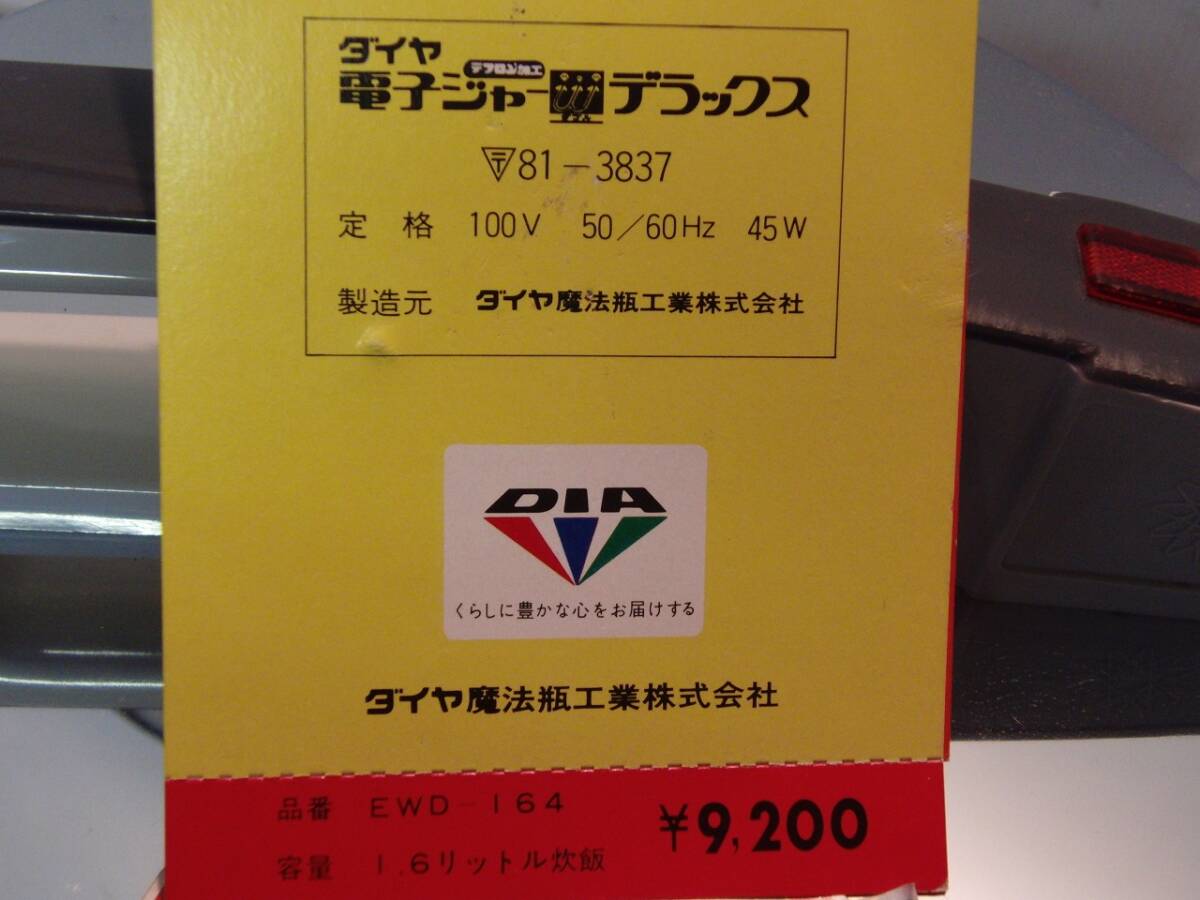 ダイヤ
テフロン加工
電子ジャー デラックス
〒81-3837
定格 100V 50/60Hz 45W
製造元 ダイヤ魔法瓶工業株式会社
DIA
くらしに豊かな心をお届けする
ダイヤ魔法瓶工業株式会社
品番 EWD-164
¥9,200
容量 1.6リットル炊飯